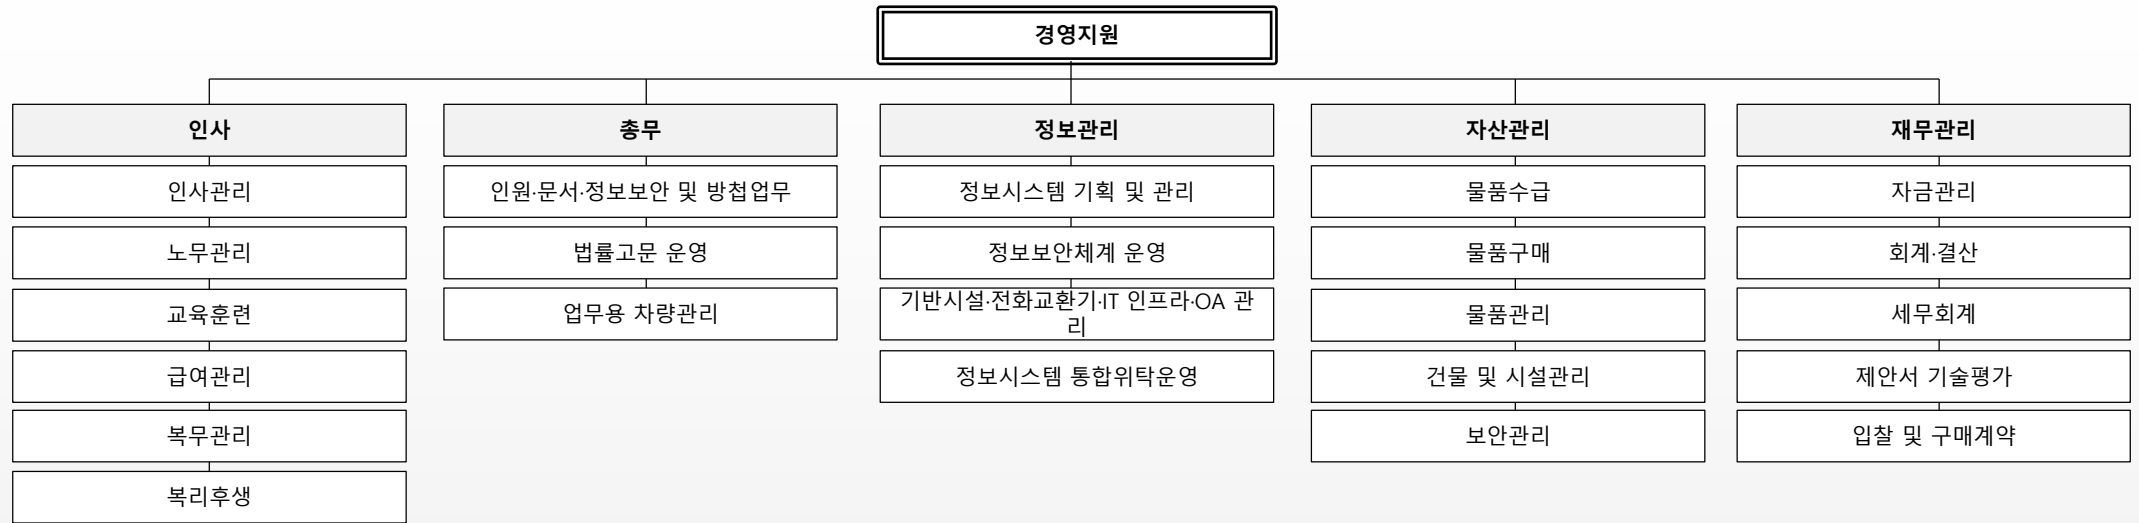 경영지원
인사
인사관리
노무관리
교육훈련
급여관리
복무관리
복리후생
총무
인원·문서·정보보안 및 방첩업무
법률고문 운영
업무용 차량관리
정보관리
정보시스템 기획 및 관리
정보보안체계 운영
기반시설·전화교환기·IT 인프라·OA 관
리
정보시스템 통합위탁운영
자산관리
물품수급
물품구매
물품관리
건물 및 시설관리
보안관리
재무관리
자금관리
회계·결산
세무회계
제안서 기술평가
입찰 및 구매계약